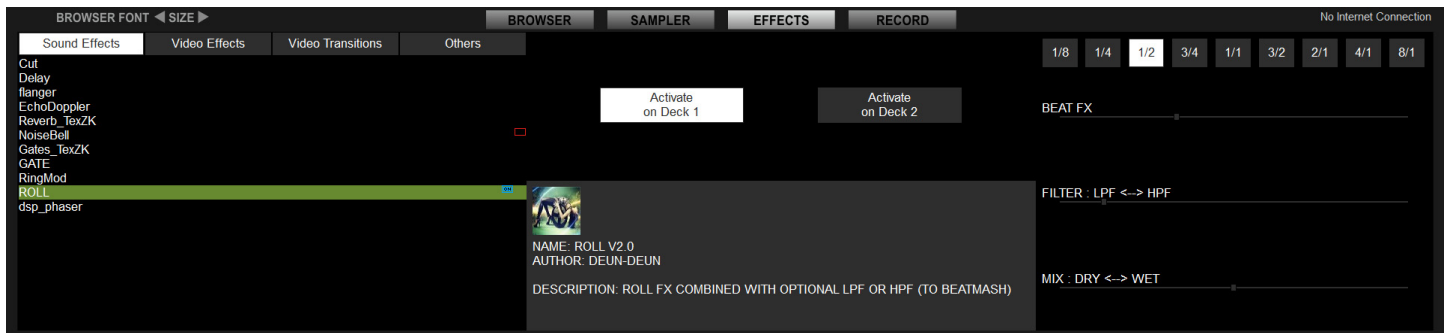 BROWSER FONT ◀ SIZE ▶
BROWSER SAMPLER EFFECTS RECORD
No Internet Connection
Sound Effects Video Effects Video Transitions Others
Cut
Delay
flanger
EchoDoppler
Reverb_TexZK
NoiseBell
Gates_TexZK
GATE
RingMod
ROLL ON
dsp_phaser
Activate
on Deck 1
Activate
on Deck 2
NAME: ROLL V2.0
AUTHOR: DEUN-DEUN
DESCRIPTION: ROLL FX COMBINED WITH OPTIONAL LPF OR HPF (TO BEATMASH)
1/8 1/4 1/2 3/4 1/1 3/2 2/1 4/1 8/1
BEAT FX
FILTER : LPF <--> HPF
MIX : DRY <--> WET